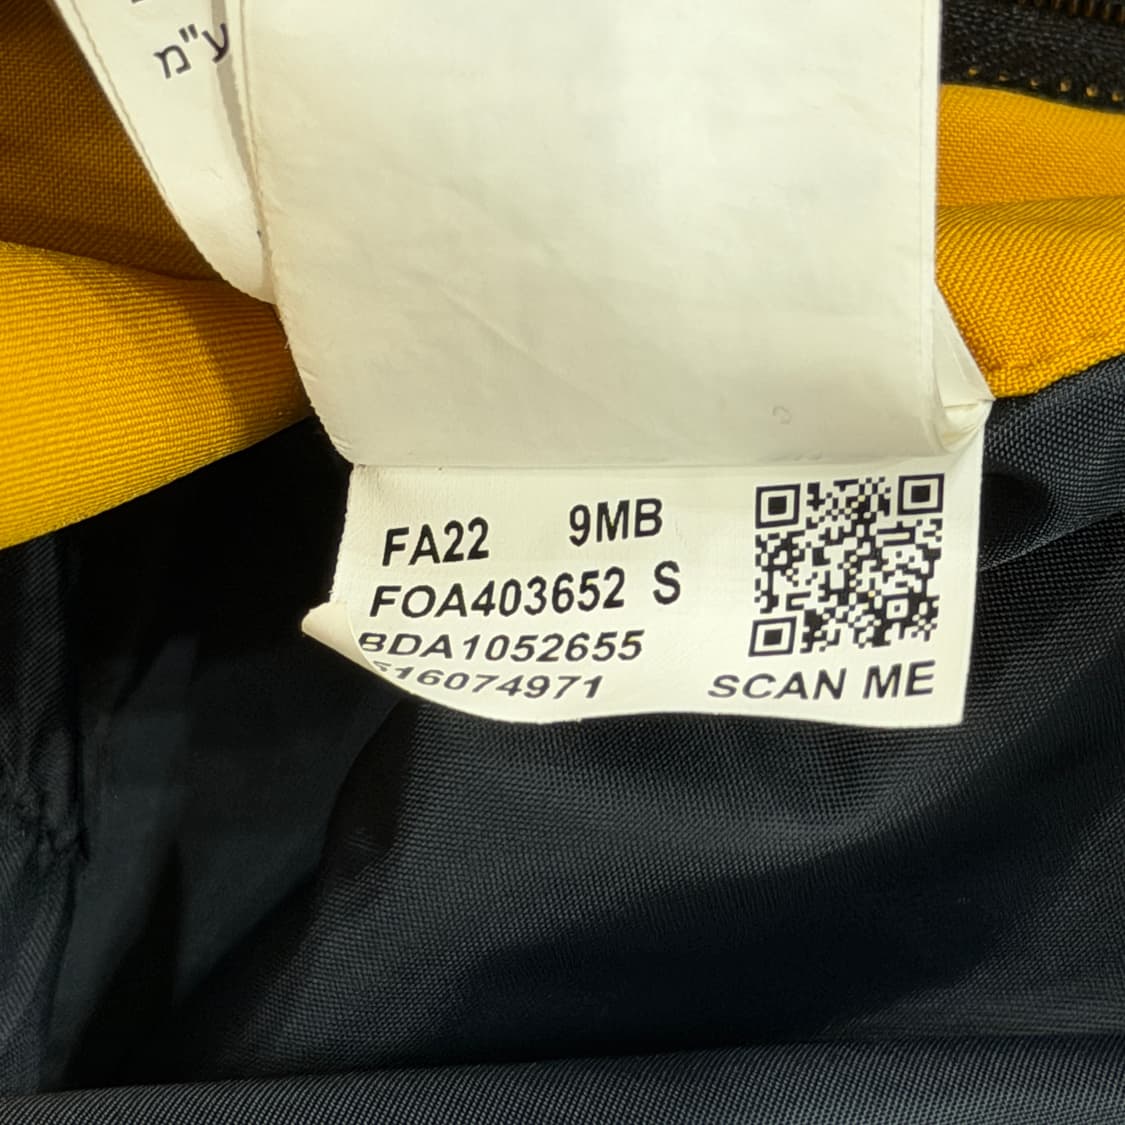 ע"מ
FA22 9MB
FOA403652 S
BDA1052655
516074971
SCAN ME